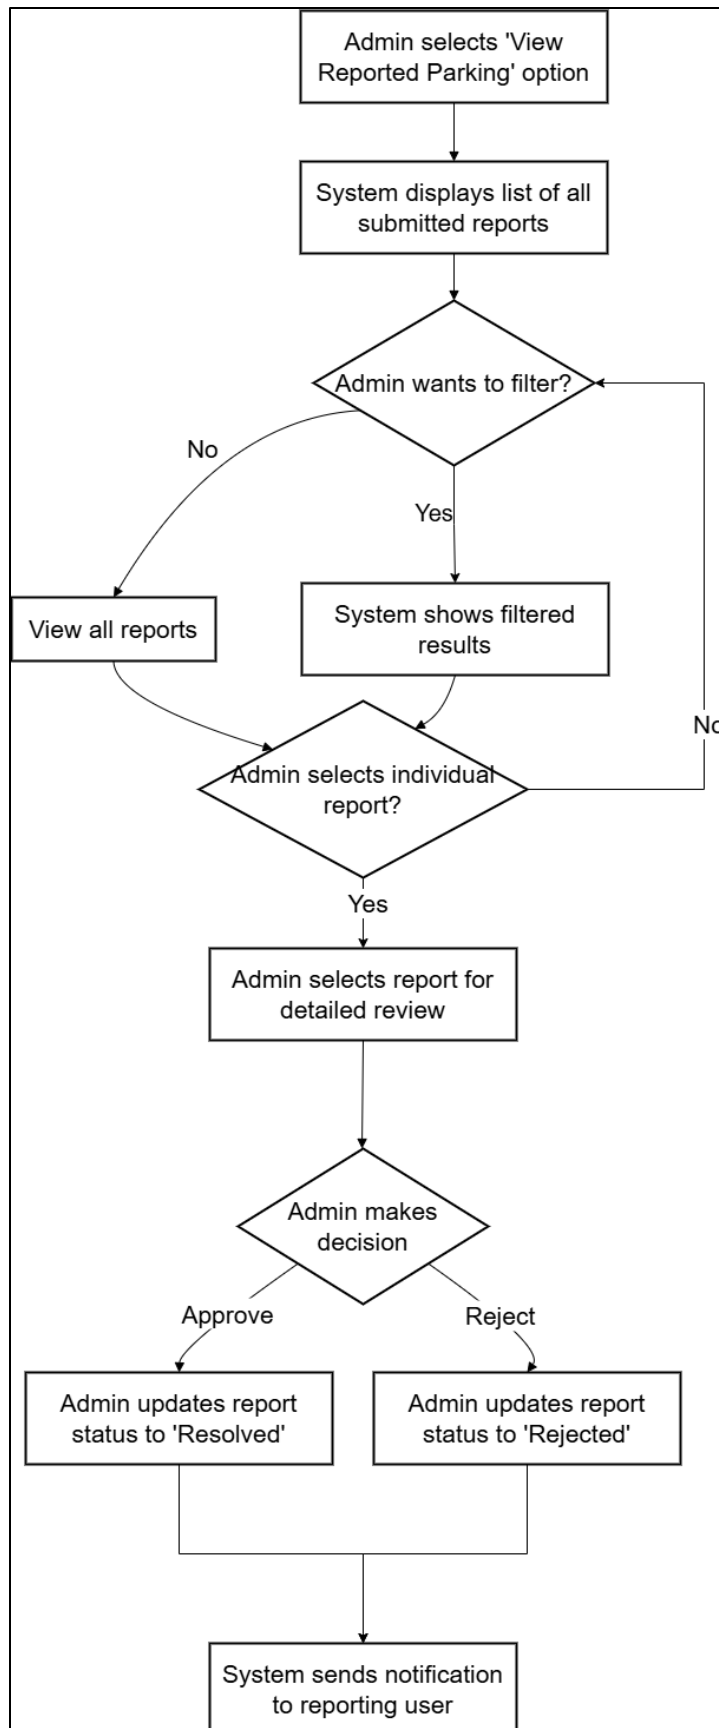 Admin selects 'View
Reported Parking' option
System displays list of all
submitted reports
Admin wants to filter?
No
Yes
View all reports
System shows filtered
results
No
Admin selects individual
report?
Yes
Admin selects report for
detailed review
Admin makes
decision
Approve
Reject
Admin updates report
status to 'Resolved'
Admin updates report
status to 'Rejected'
System sends notification
to reporting user